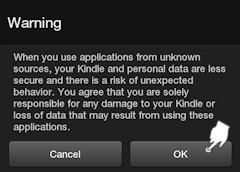 Warning
When you use applications from unknown
sources, your Kindle and personal data are less
secure and there is a risk of unexpected
behavior. You agree that you are solely
responsible for any damage to your Kindle or
loss of data that may result from using these
applications.
Cancel OK